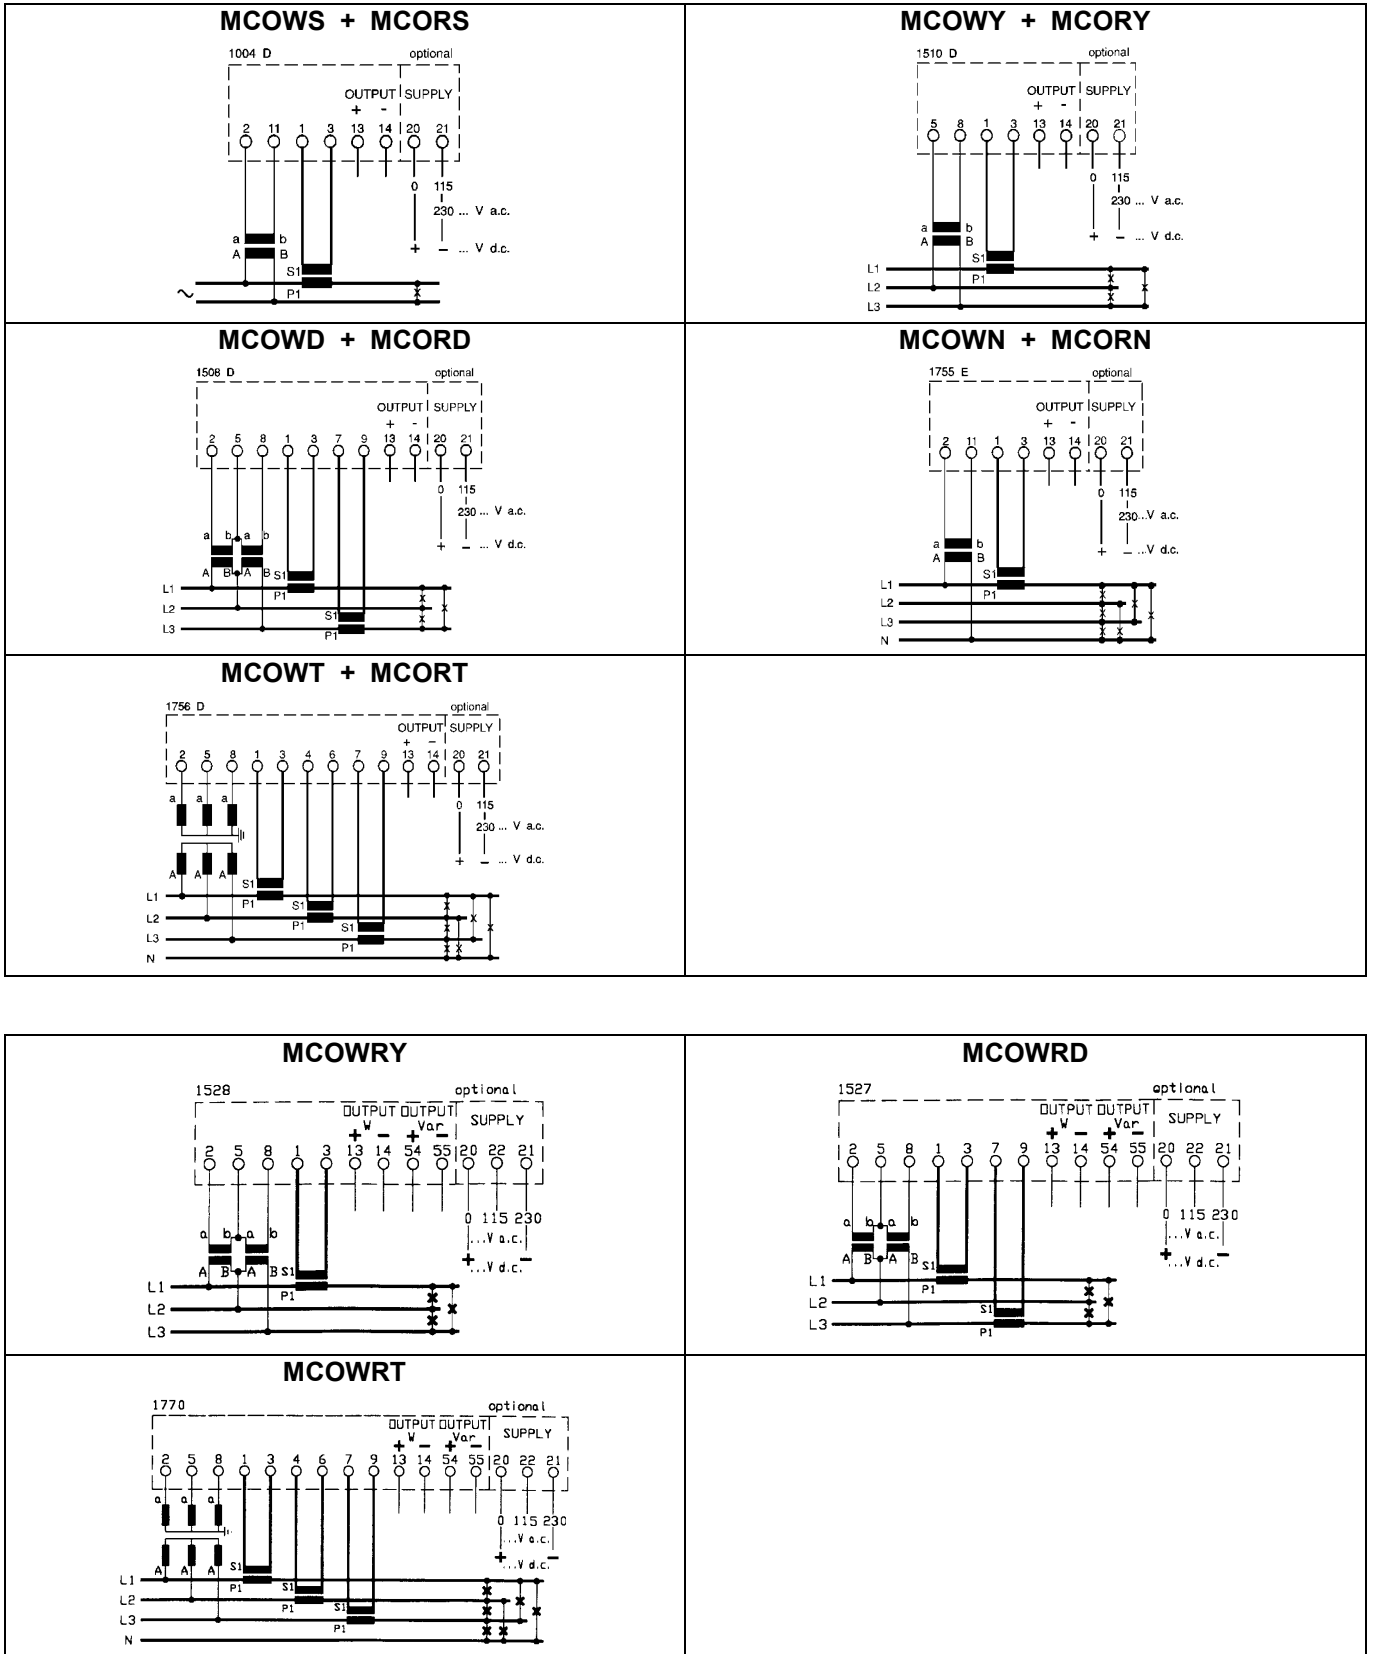 MCOWS + MCORS
1004 D optional
OUTPUT SUPPLY
+ -
2 11 1 3 13 14 20 21
0 115
230 ... V a.c.
a b
A B + – ... V d.c.
S1
P1
~
MCOWY + MCORY
1510 D optional
OUTPUT SUPPLY
+ -
5 8 1 3 13 14 20 21
0 115
230 ... V a.c.
a b
A B + – ... V d.c.
S1
L1 P1
L2
L3
MCOWD + MCORD
1508 D optional
OUTPUT SUPPLY
+ -
2 5 8 1 3 7 9 13 14 20 21
0 115
230 ... V a.c.
a b a b
+ – ... V d.c.
A B A B S1
L1 P1
L2 S1
L3 P1
MCOWN + MCORN
1755 E optional
OUTPUT SUPPLY
+ -
2 11 1 3 13 14 20 21
0 115
230 ...V a.c.
a b
A B + – ...V d.c.
S1
L1 P1
L2
L3
N
MCOWT + MCORT
1756 D optional
OUTPUT SUPPLY
+ –
2 5 8 1 3 4 6 7 9 13 14 20 21
a a a 0 115
230 ... V a.c.
+ – ... V d.c.
A A A S1
L1 P1 S1
L2 P1 S1
L3 P1
N
MCOWRY
1528 optional
OUTPUT OUTPUT SUPPLY
W Var
+ – + –
2 5 8 1 3 13 14 54 55 20 22 21
0 115 230
a b a b ...V a.c.
+ ...V d.c. –
A B A B S1
L1 P1
L2
L3
MCOWRD
1527 optional
OUTPUT OUTPUT SUPPLY
W Var
+ – + –
2 5 8 1 3 7 9 13 14 54 55 20 22 21
0 115 230
a b a b ...V a.c.
+ ...V d.c. –
A B A B S1
L1 P1
L2 S1
L3 P1
MCOWRT
1770 optional
OUTPUT OUTPUT SUPPLY
W Var
+ – + –
2 5 8 1 3 4 6 7 9 13 14 54 55 20 22 21
a a a
0 115 230
...V a.c.
+ ...V d.c. –
A A A S1
L1 P1 S1
L2 P1 S1
L3 P1
N